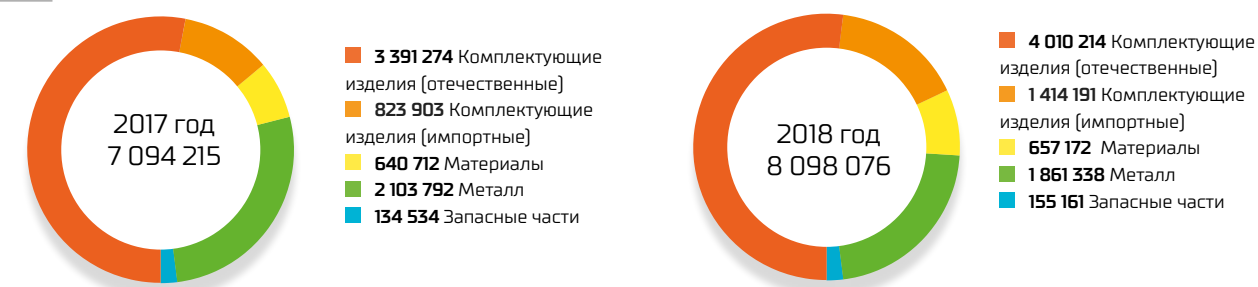 2017 год
7 094 215
3 391 274 Комплектующие
изделия (отечественные)
823 903 Комплектующие
изделия (импортные)
640 712 Материалы
2 103 792 Металл
134 534 Запасные части
2018 год
8 098 076
4 010 214 Комплектующие
изделия (отечественные)
1 414 191 Комплектующие
изделия (импортные)
657 172 Материалы
1 861 338 Металл
155 161 Запасные части